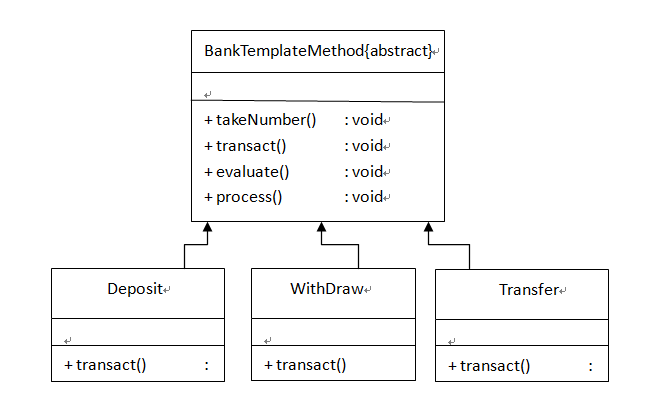 BankTemplateMethod{abstract}
+ takeNumber() : void
+ transact() : void
+ evaluate() : void
+ process() : void
Deposit
WithDraw
Transfer
+ transact() :
+ transact()
+ transact() :